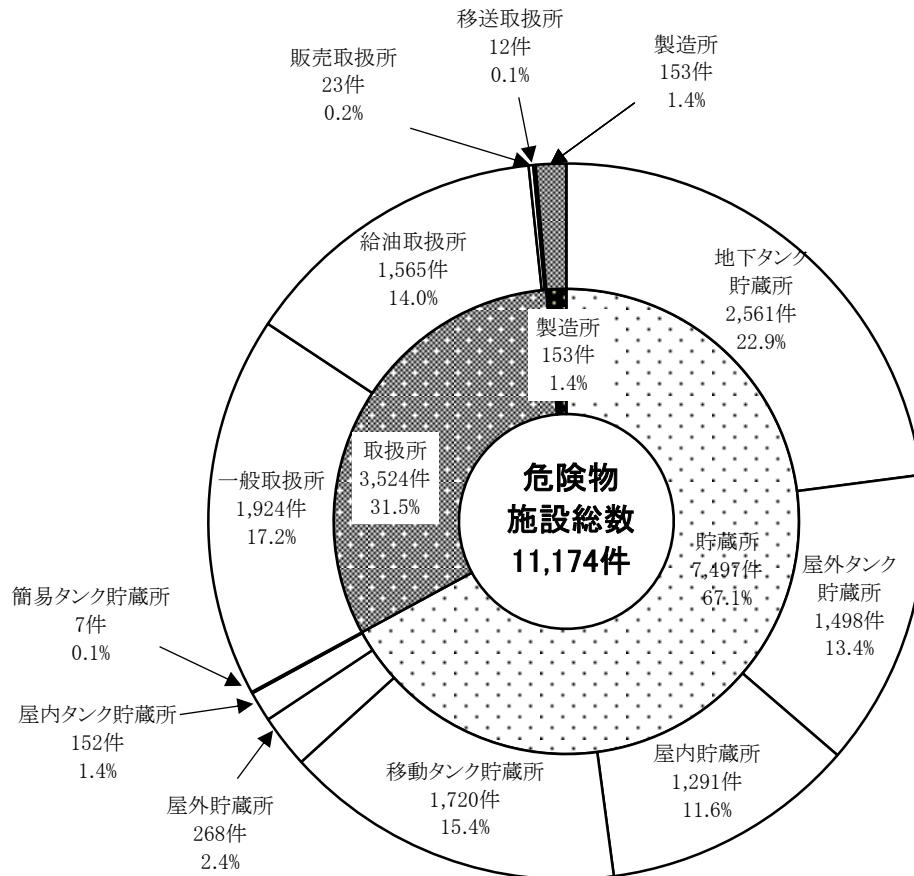 移送取扱所
12件
0.1%
製造所
153件
1.4%
販売取扱所
23件
0.2%
給油取扱所
1,565件
14.0%
地下タンク
貯蔵所
2,561件
22.9%
製造所
153件
1.4%
取扱所
3,524件
31.5%
一般取扱所
1,924件
17.2%
危険物
施設総数
11,174件
貯蔵所
7,497件
67.1%
屋外タンク
貯蔵所
1,498件
13.4%
簡易タンク貯蔵所
7件
0.1%
屋内タンク貯蔵所
152件
1.4%
屋外貯蔵所
268件
2.4%
移動タンク貯蔵所
1,720件
15.4%
屋内貯蔵所
1,291件
11.6%